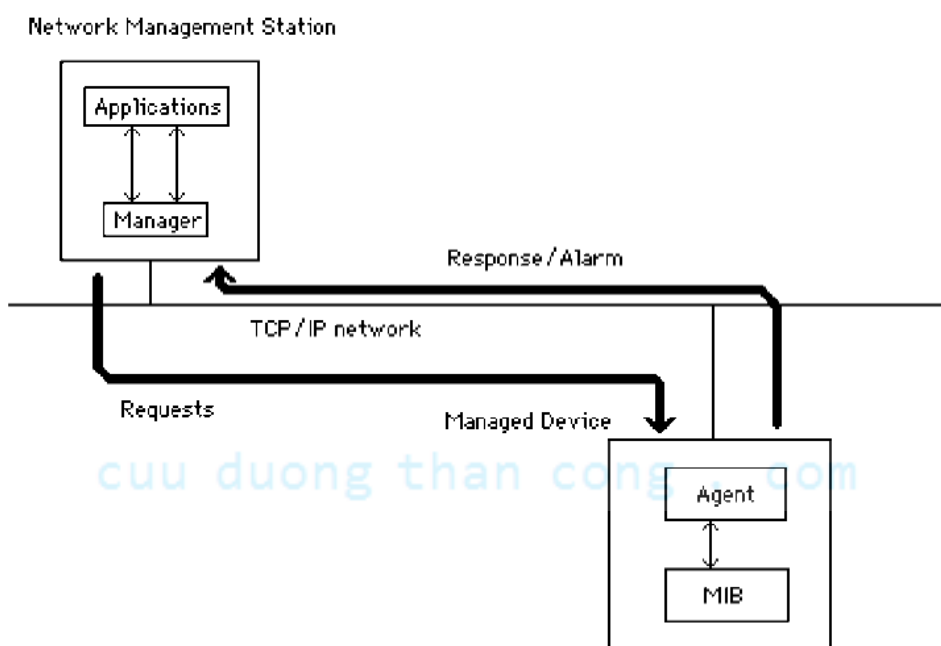 Network Management Station
Applications
Manager
Response/Alarm
TCP/IP network
Requests
Managed Device
cuu duong than cong . com
Agent
MIB